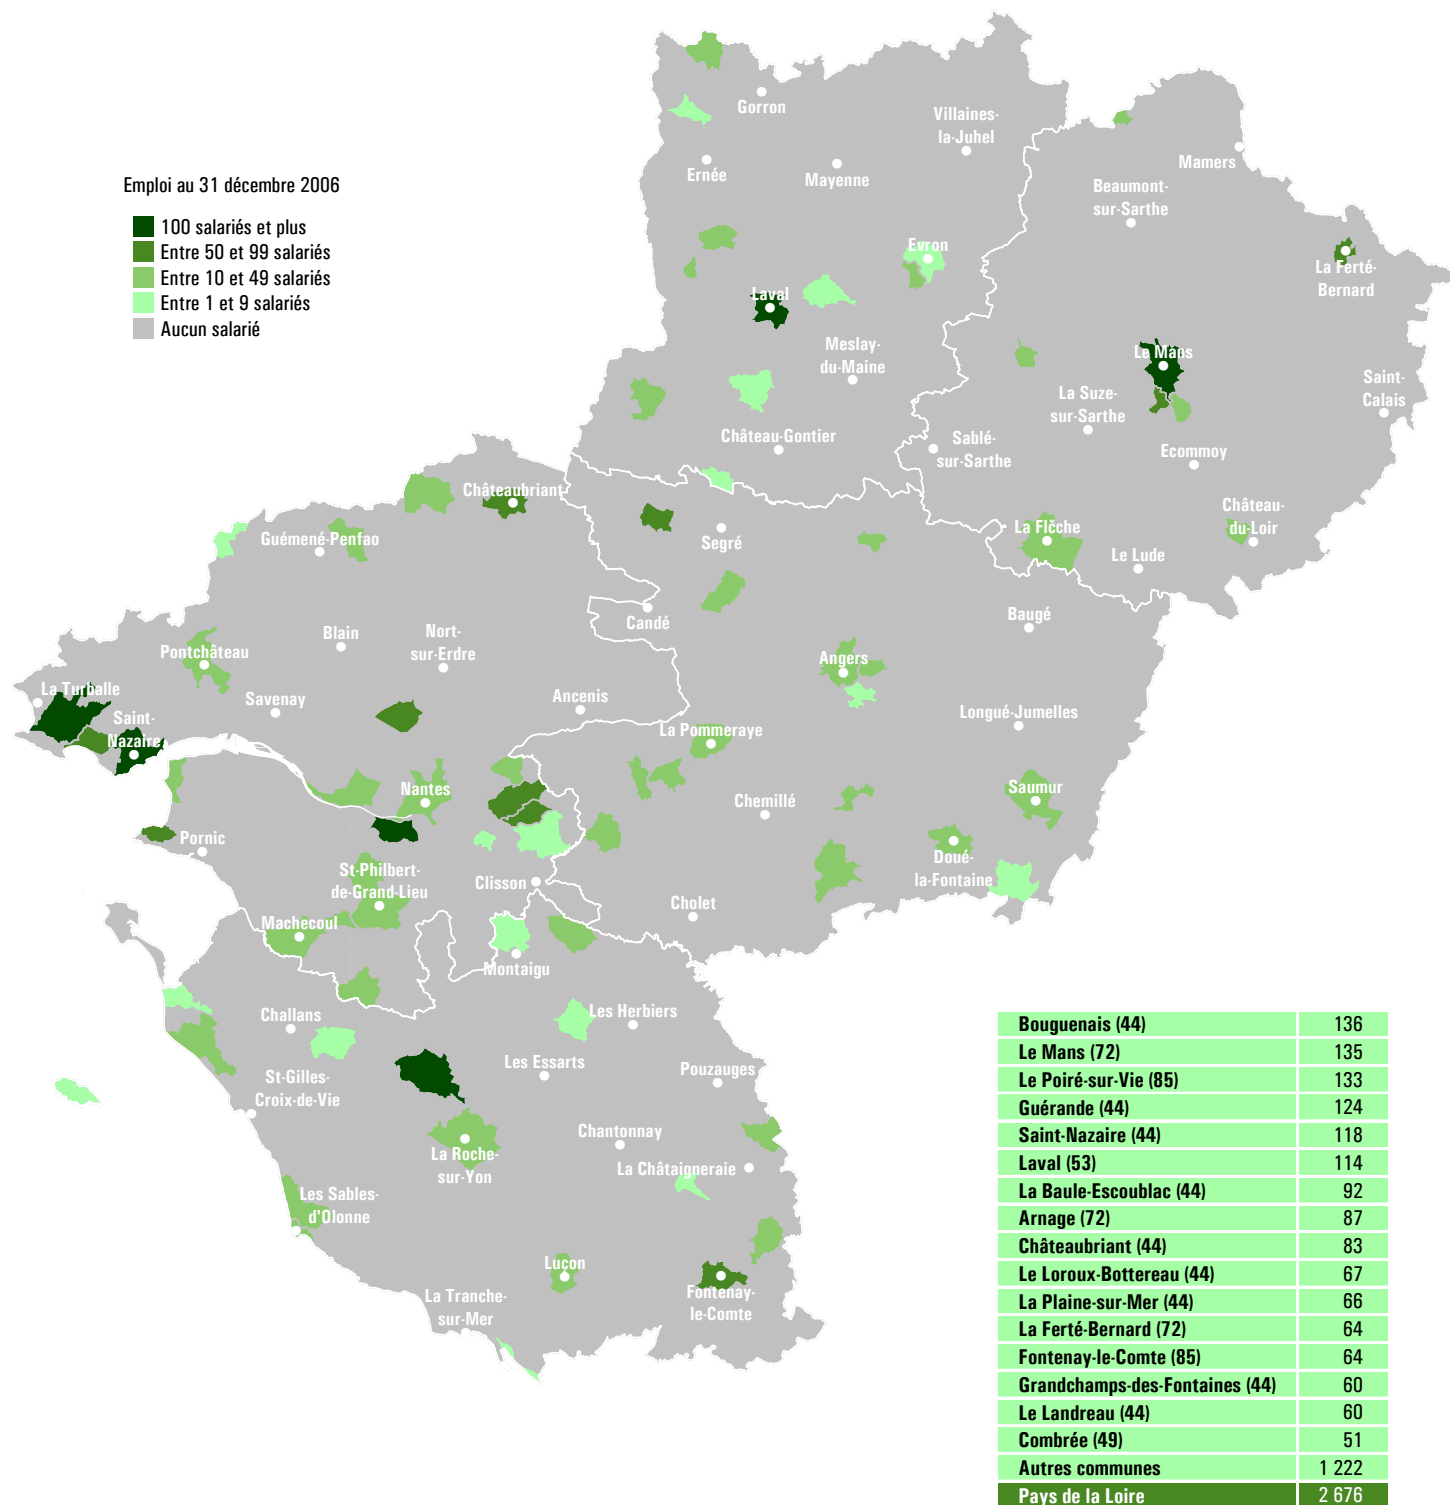 Gorron
Villaines-
la-Juhel
Mamers
Emploi au 31 décembre 2006
Ernée
Mayenne
Beaumont-
sur-Sarthe
100 salariés et plus
Entre 50 et 99 salariés
Entre 10 et 49 salariés
Entre 1 et 9 salariés
Aucun salarié
Evron
La Ferté-
Bernard
Laval
Meslay-
du-Maine
Le Mans
Saint-
Calais
La Suze-
sur-Sarthe
Château-Gontier
Sablé-
sur-Sarthe
Ecommoy
Châteaubriant
Guémené-Penfao
Segré
La Flèche
Château-
du-Loir
Le Lude
Candé
Baugé
Blain
Nort-
sur-Erdre
Pontchâteau
Angers
La Turballe
Savenay
Ancenis
Saint-
Nazaire
La Pommeraye
Longué-Jumelles
Nantes
Chemillé
Saumur
Pornic
St-Philbert-
de-Grand-Lieu
Clisson
Doué-
la-Fontaine
Machecoul
Cholet
Montaigu
Challans
Les Herbiers
St-Gilles-
Croix-de-Vie
Les Essarts
Pouzauges
La Roche-
sur-Yon
Chantonnay
La Châtaigneraie
Les Sables-
d'Olonne
Luçon
La Tranche-
sur-Mer
Fontenay-
le-Comte
Bouguenais (44) 136
Le Mans (72) 135
Le Poiré-sur-Vie (85) 133
Guérande (44) 124
Saint-Nazaire (44) 118
Laval (53) 114
La Baule-Escoublac (44) 92
Arnage (72) 87
Châteaubriant (44) 83
Le Loroux-Bottereau (44) 67
La Plaine-sur-Mer (44) 66
La Ferté-Bernard (72) 64
Fontenay-le-Comte (85) 64
Grandchamps-des-Fontaines (44) 60
Le Landreau (44) 60
Combrée (49) 51
Autres communes 1 222
Pays de la Loire 2 676